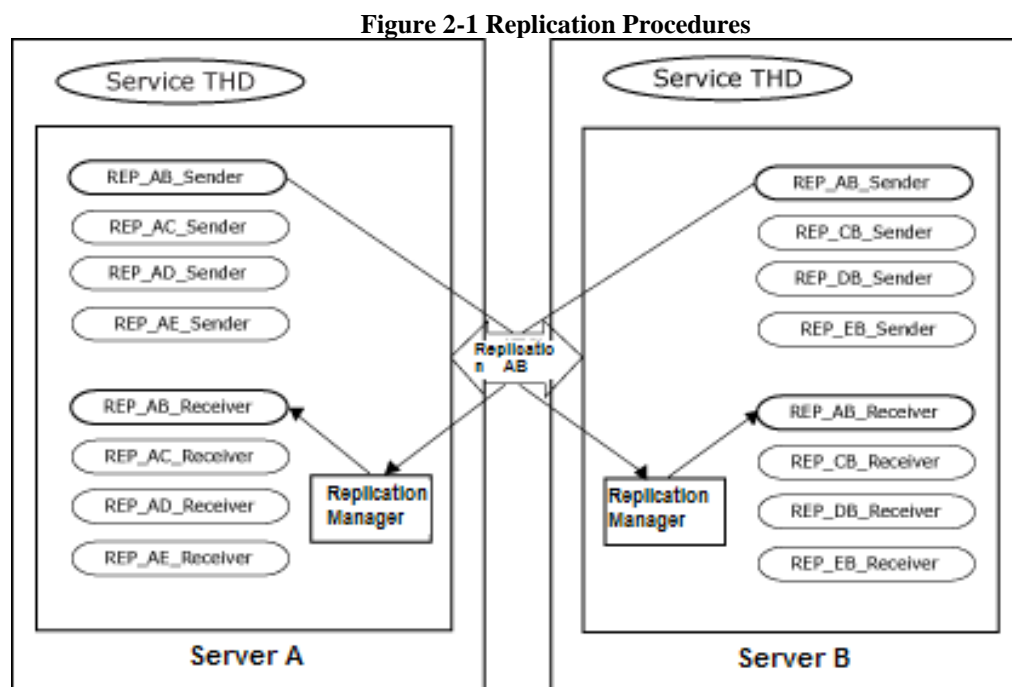 Figure 2-1 Replication Procedures
Service THD
REP_AB_Sender
REP_AC_Sender
REP_AD_Sender
REP_AE_Sender
REP_AB_Receiver
REP_AC_Receiver
REP_AD_Receiver
REP_AE_Receiver
Replication
Manager
Server A
Replicatio
n AB
Service THD
REP_AB_Sender
REP_CB_Sender
REP_DB_Sender
REP_EB_Sender
REP_AB_Receiver
REP_CB_Receiver
REP_DB_Receiver
REP_EB_Receiver
Replication
Manager
Server B